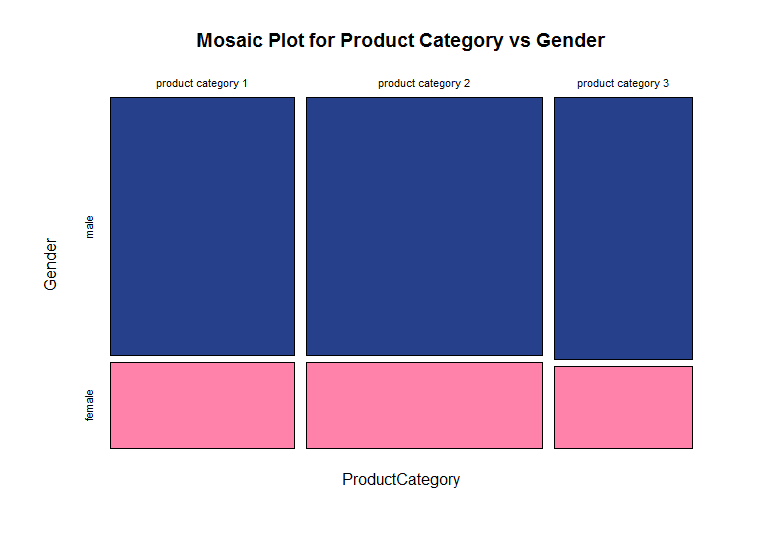 Mosaic Plot for Product Category vs Gender
product category 1
product category 2
product category 3
male
Gender
female
ProductCategory